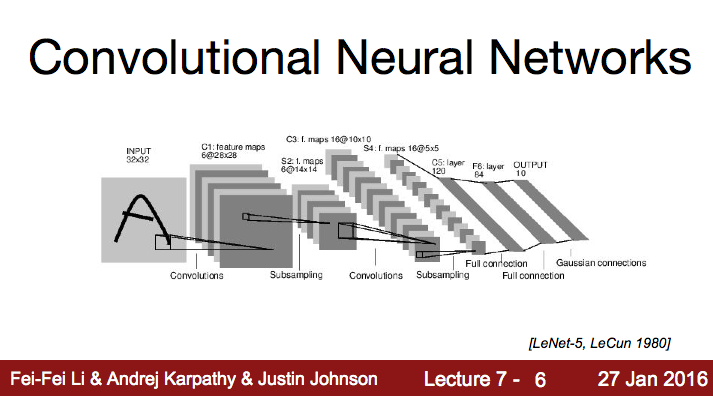 Convolutional Neural Networks
INPUT
32x32
C1: feature maps
6@28x28
S2: f. maps
6@14x14
C3: f. maps 16@10x10
S4: f. maps 16@5x5
C5: layer
120
F6: layer
84
OUTPUT
10
A
Convolutions
Subsampling
Convolutions
Subsampling
Full connection
Full connection
Gaussian connections
[LeNet-5, LeCun 1980]
Fei-Fei Li & Andrej Karpathy & Justin Johnson
Lecture 7 - 6
27 Jan 2016